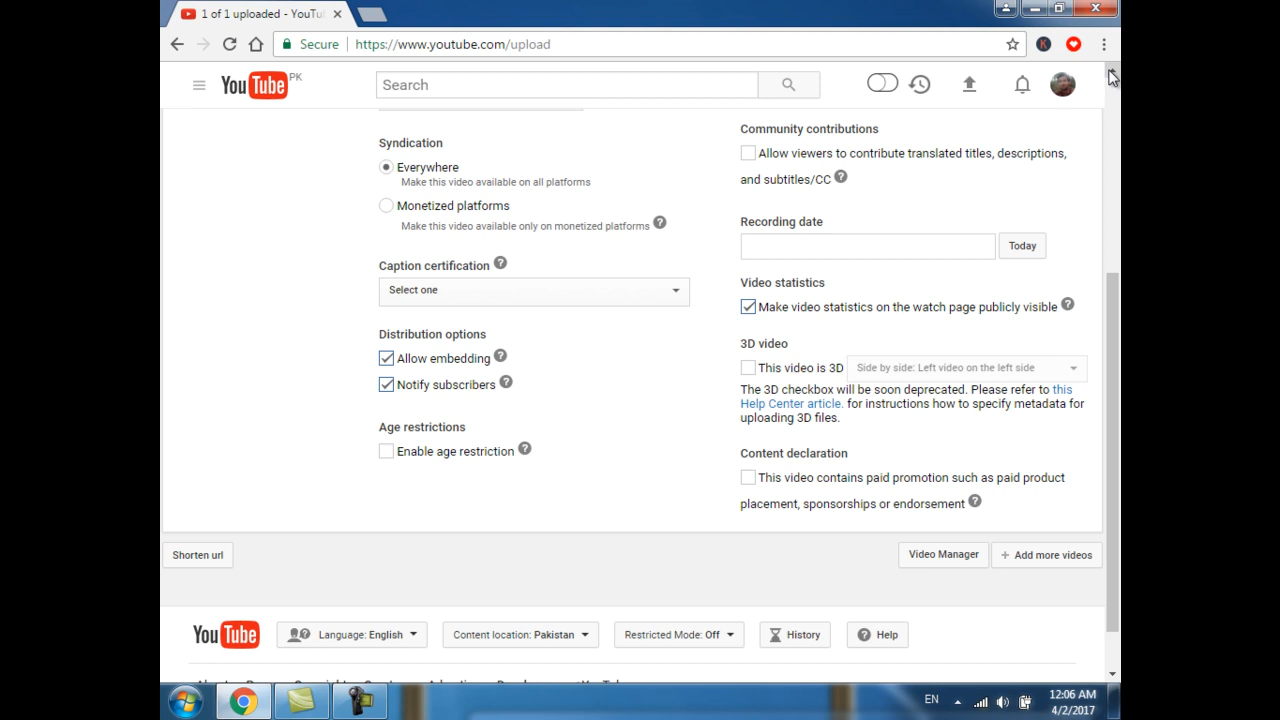 1 of 1 uploaded - YouTu
Secure https://www.youtube.com/upload
YouTube PK
Search
Syndication
Everywhere
Make this video available on all platforms
Monetized platforms
Make this video available only on monetized platforms ?
Caption certification ?
Select one
Distribution options
Allow embedding ?
Notify subscribers ?
Age restrictions
Enable age restriction ?
Community contributions
Allow viewers to contribute translated titles, descriptions,
and subtitles/CC ?
Recording date
Today
Video statistics
Make video statistics on the watch page publicly visible ?
3D video
This video is 3D Side by side: Left video on the left side
The 3D checkbox will be soon deprecated. Please refer to this
Help Center article. for instructions how to specify metadata for
uploading 3D files.
Content declaration
This video contains paid promotion such as paid product
placement, sponsorships or endorsement ?
Shorten url
Video Manager + Add more videos
YouTube Language: English Content location: Pakistan Restricted Mode: Off History Help
EN 12:06 AM
4/2/2017